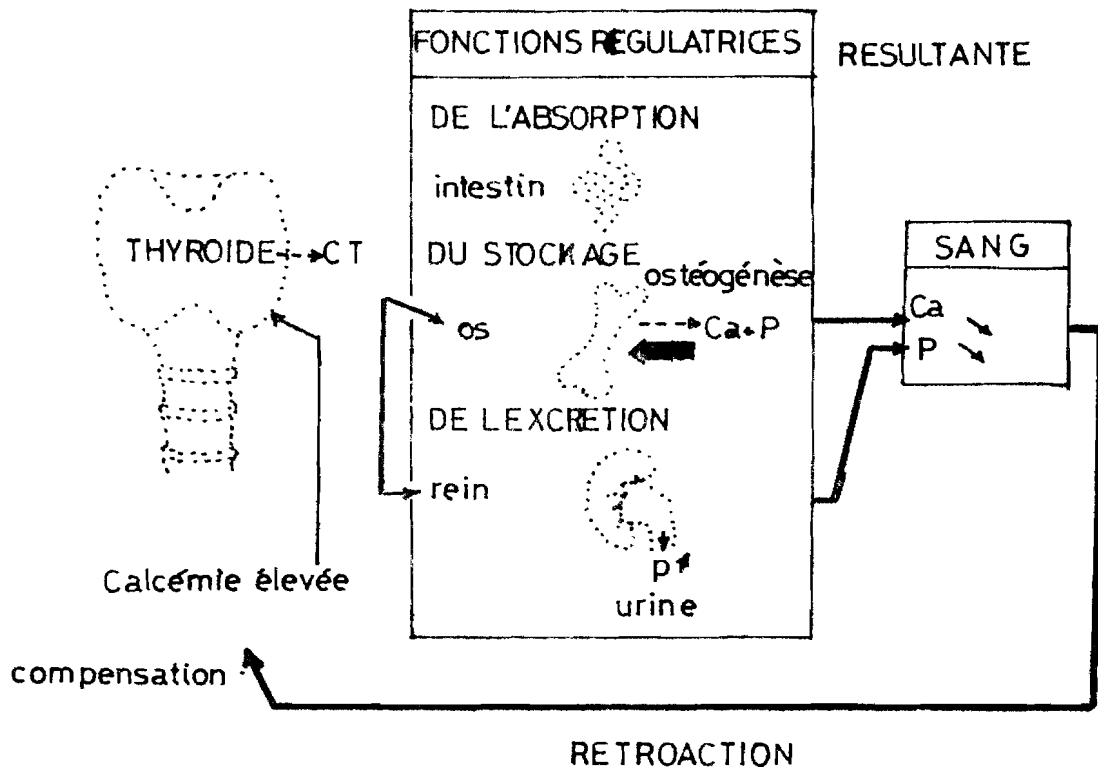 FONCTIONS REGULATRICES
RESULTANTE
DE L'ABSORPTION
intestin
THYROIDE CT
DU STOCKAGE
ostéogénèse
os
Ca+P
SANG
Ca
P
DE L EXCRETION
rein
P
urine
Calcémie élevée
compensation
RETROACTION